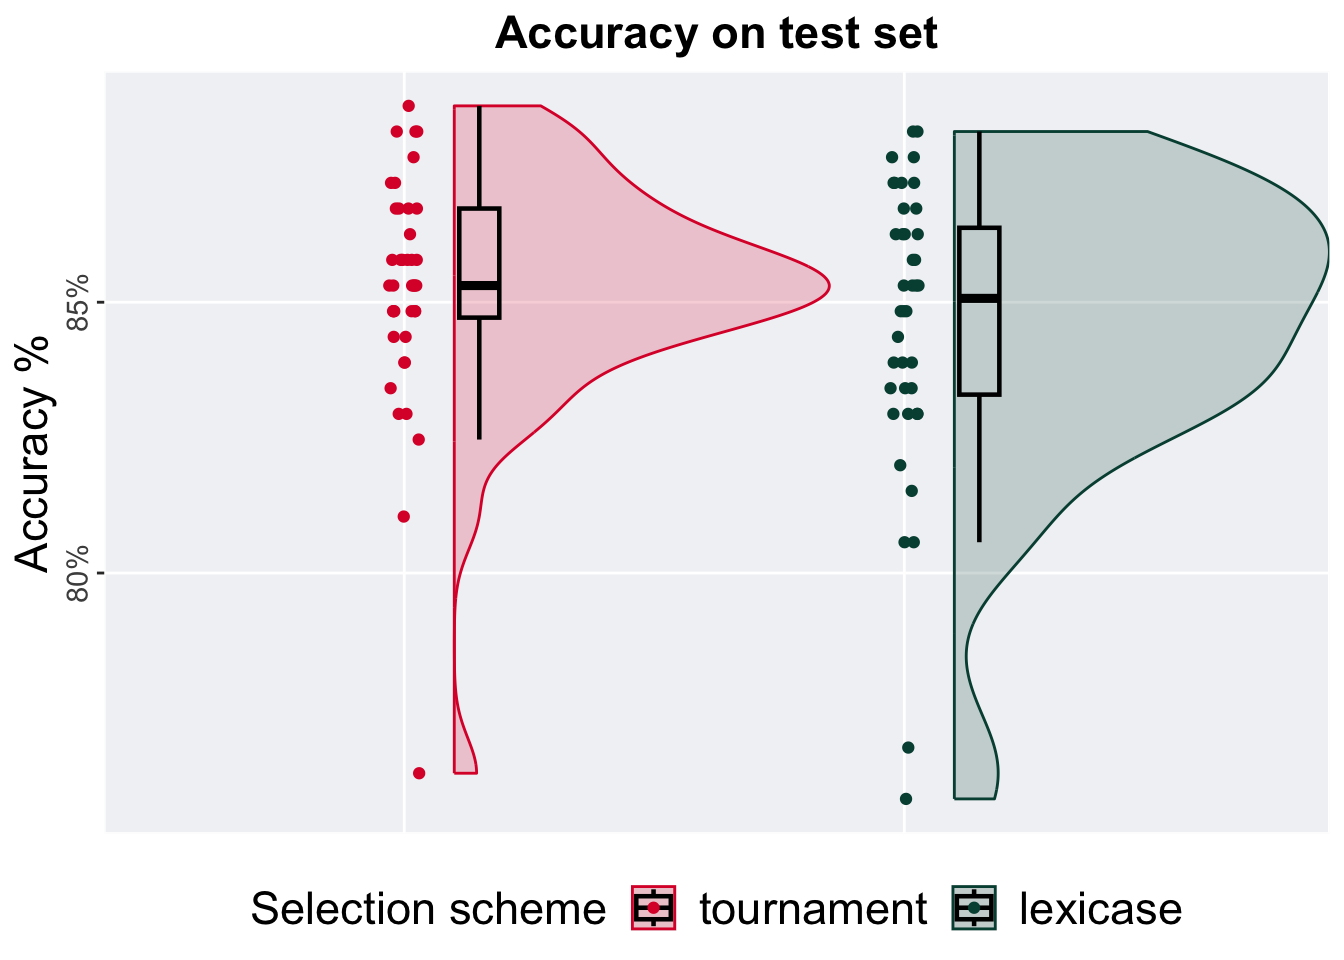 Accuracy on test set
Accuracy %
85%
80%
Selection scheme tournament lexicase